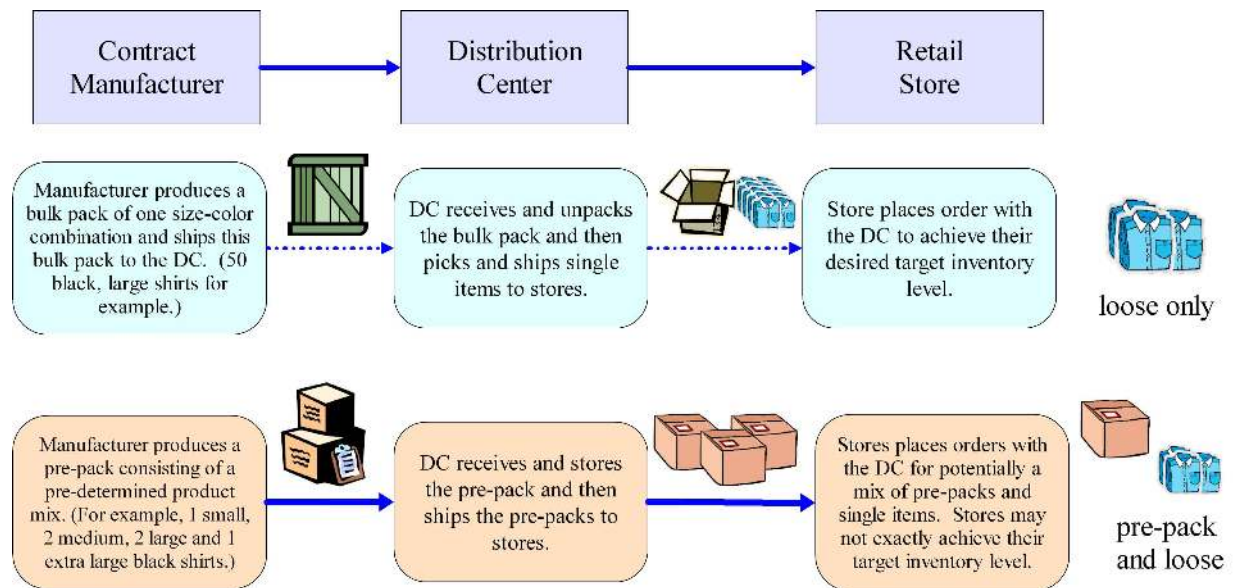 Contract
Manufacturer
Distribution
Center
Retail
Store
Manufacturer produces a
bulk pack of one size-color
combination and ships this
bulk pack to the DC. (50
black, large shirts for
example.)
DC receives and unpacks
the bulk pack and then
picks and ships single
items to stores.
Store places order with
the DC to achieve their
desired target inventory
level.
loose only
Manufacturer produces a
pre-pack consisting of a
pre-determined product
mix. (For example, 1 small,
2 medium, 2 large and 1
extra large black shirts.)
DC receives and stores
the pre-pack and then
ships the pre-packs to
stores.
Stores places orders with
the DC for potentially a
mix of pre-packs and
single items. Stores may
not exactly achieve their
target inventory level.
pre-pack
and loose